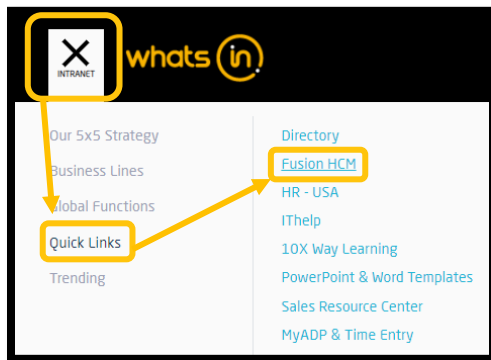 INTRANET
whats in
Our 5x5 Strategy
Business Lines
Global Functions
Quick Links
Trending
Directory
Fusion HCM
HR - USA
IThelp
10X Way Learning
PowerPoint & Word Templates
Sales Resource Center
MyADP & Time Entry